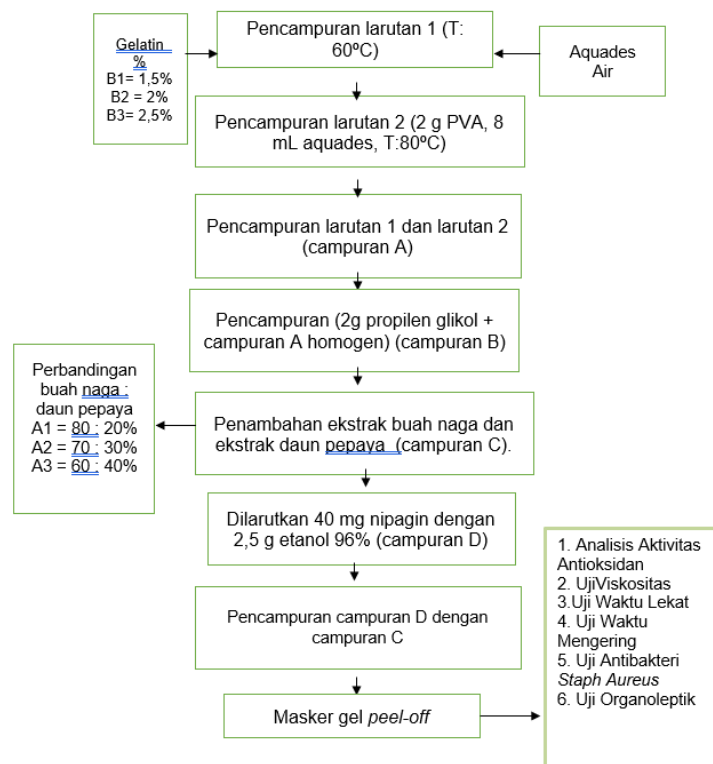 Pencampuran larutan 1 (T:
60ºC)
Gelatin
%
B1= 1,5%
B2 = 2%
B3= 2,5%
Aquades
Air
Pencampuran larutan 2 (2 g PVA, 8
mL aquades, T:80ºC)
Pencampuran larutan 1 dan larutan 2
(campuran A)
Pencampuran (2g propilen glikol +
campuran A homogen) (campuran B)
Perbandingan
buah naga :
daun pepaya
A1 = 80 : 20%
A2 = 70 : 30%
A3 = 60 : 40%
Penambahan ekstrak buah naga dan
ekstrak daun pepaya (campuran C).
Dilarutkan 40 mg nipagin dengan
2,5 g etanol 96% (campuran D)
Pencampuran campuran D dengan
campuran C
Masker gel peel-off
1. Analisis Aktivitas
Antioksidan
2. UjiViskositas
3.Uji Waktu Lekat
4. Uji Waktu
Mengering
5. Uji Antibakteri
Staph Aureus
6. Uji Organoleptik